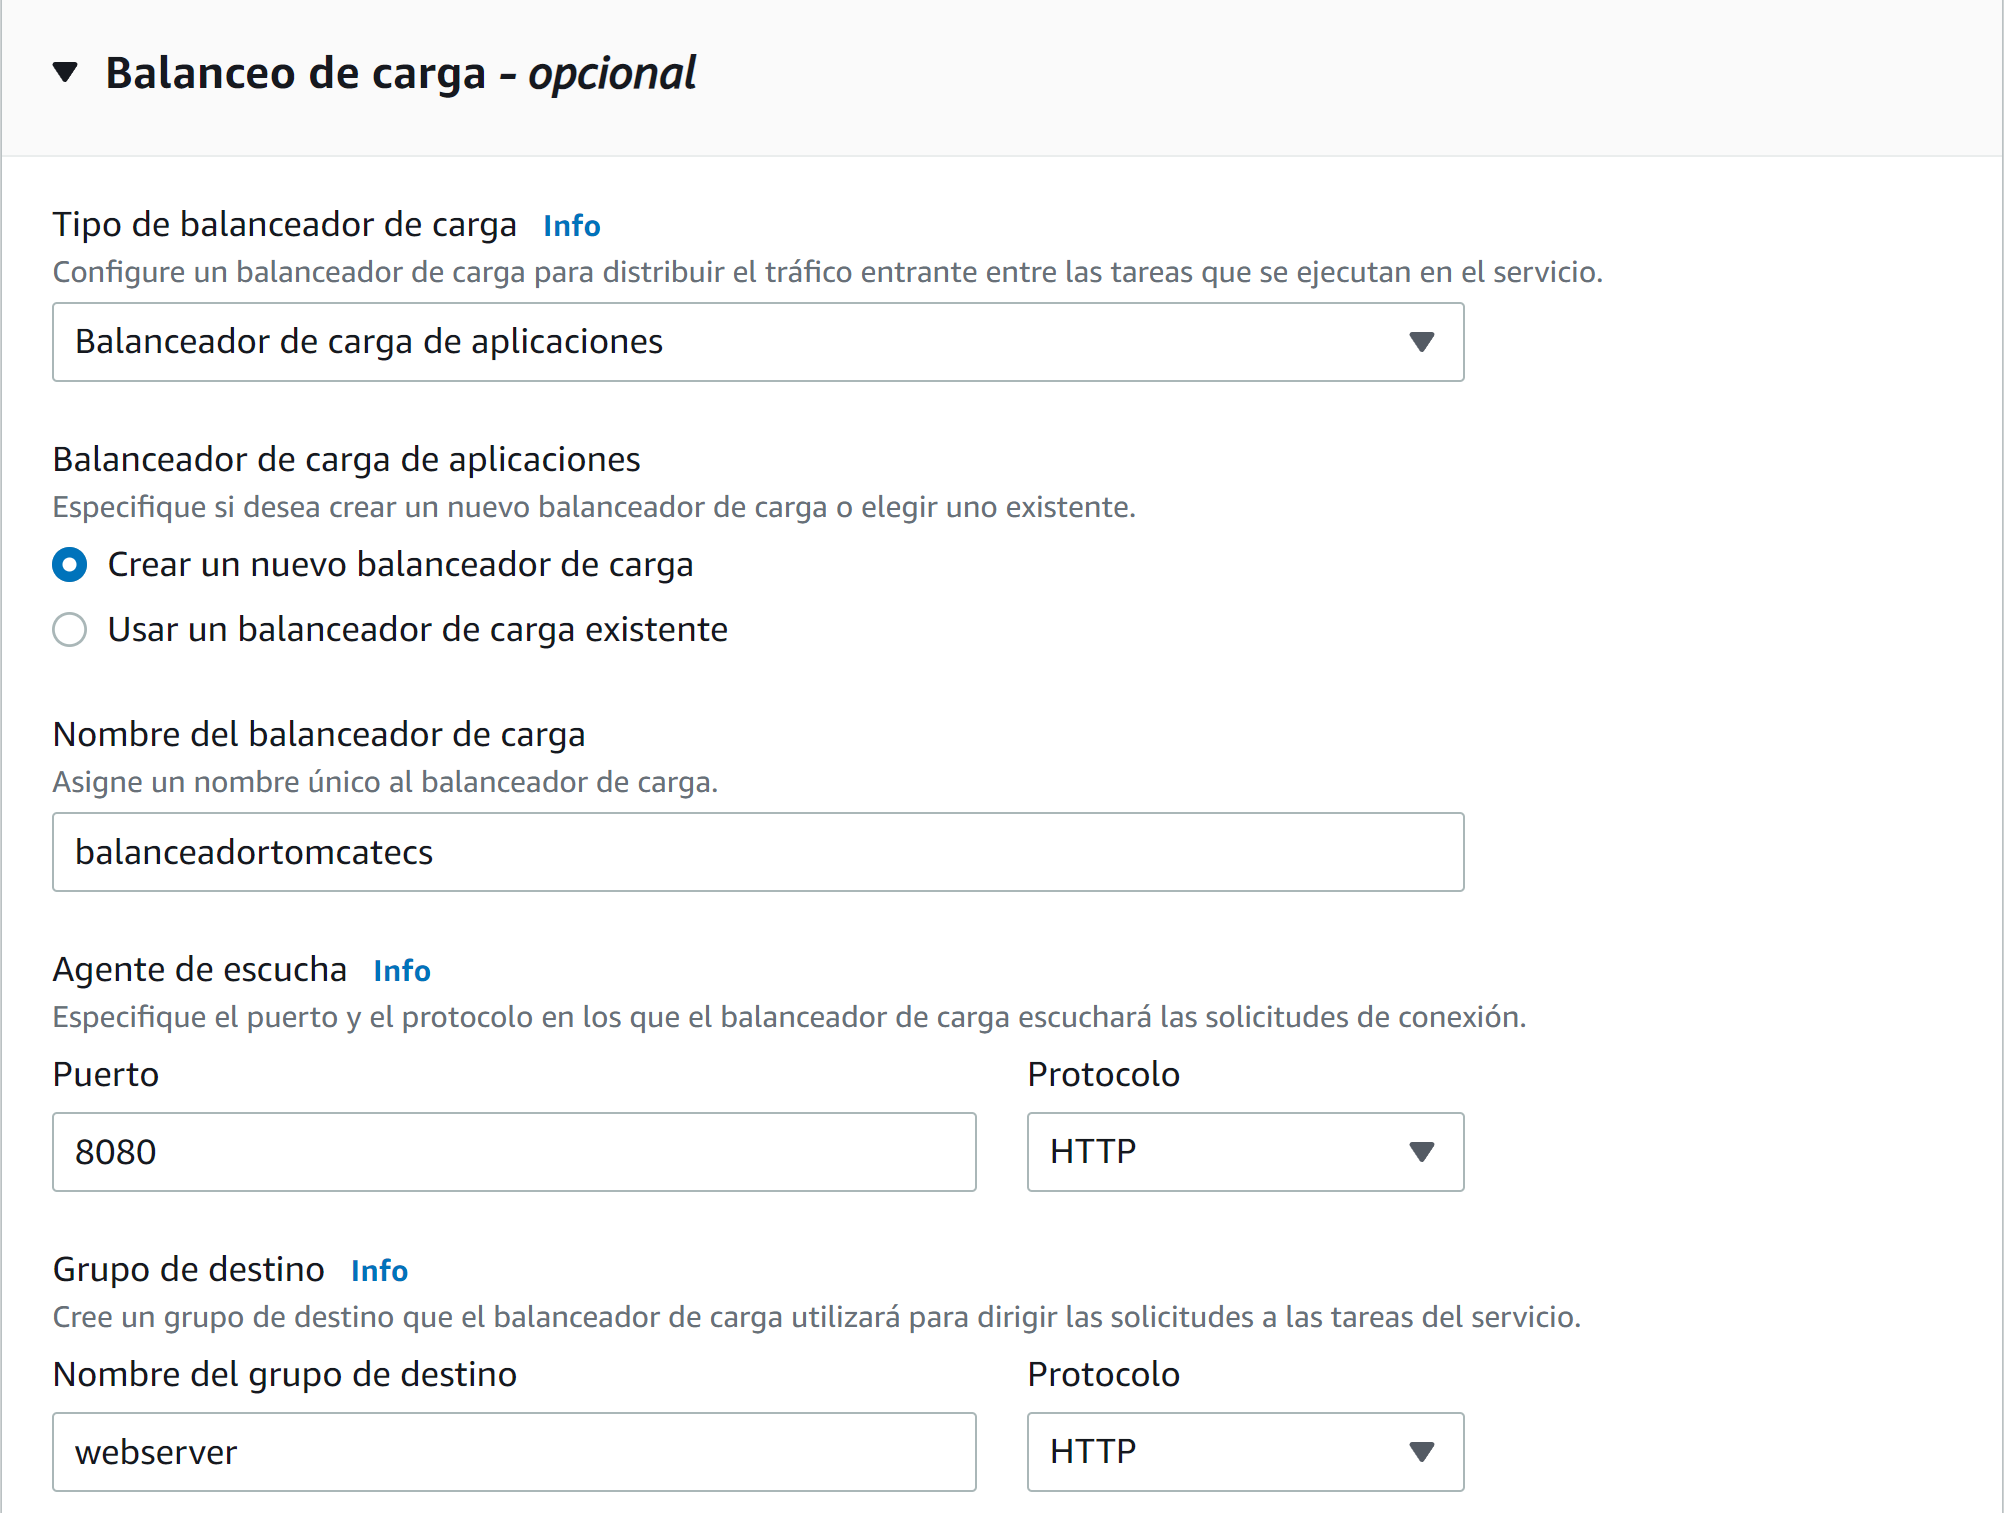 Balanceo de carga - opcional
Tipo de balanceador de carga Info
Configure un balanceador de carga para distribuir el tráfico entrante entre las tareas que se ejecutan en el servicio.
Balanceador de carga de aplicaciones
Balanceador de carga de aplicaciones
Especifique si desea crear un nuevo balanceador de carga o elegir uno existente.
Crear un nuevo balanceador de carga
Usar un balanceador de carga existente
Nombre del balanceador de carga
Asigne un nombre único al balanceador de carga.
balanceadortomcatecs
Agente de escucha Info
Especifique el puerto y el protocolo en los que el balanceador de carga escuchará las solicitudes de conexión.
Puerto Protocolo
8080 HTTP
Grupo de destino Info
Cree un grupo de destino que el balanceador de carga utilizará para dirigir las solicitudes a las tareas del servicio.
Nombre del grupo de destino Protocolo
webserver HTTP